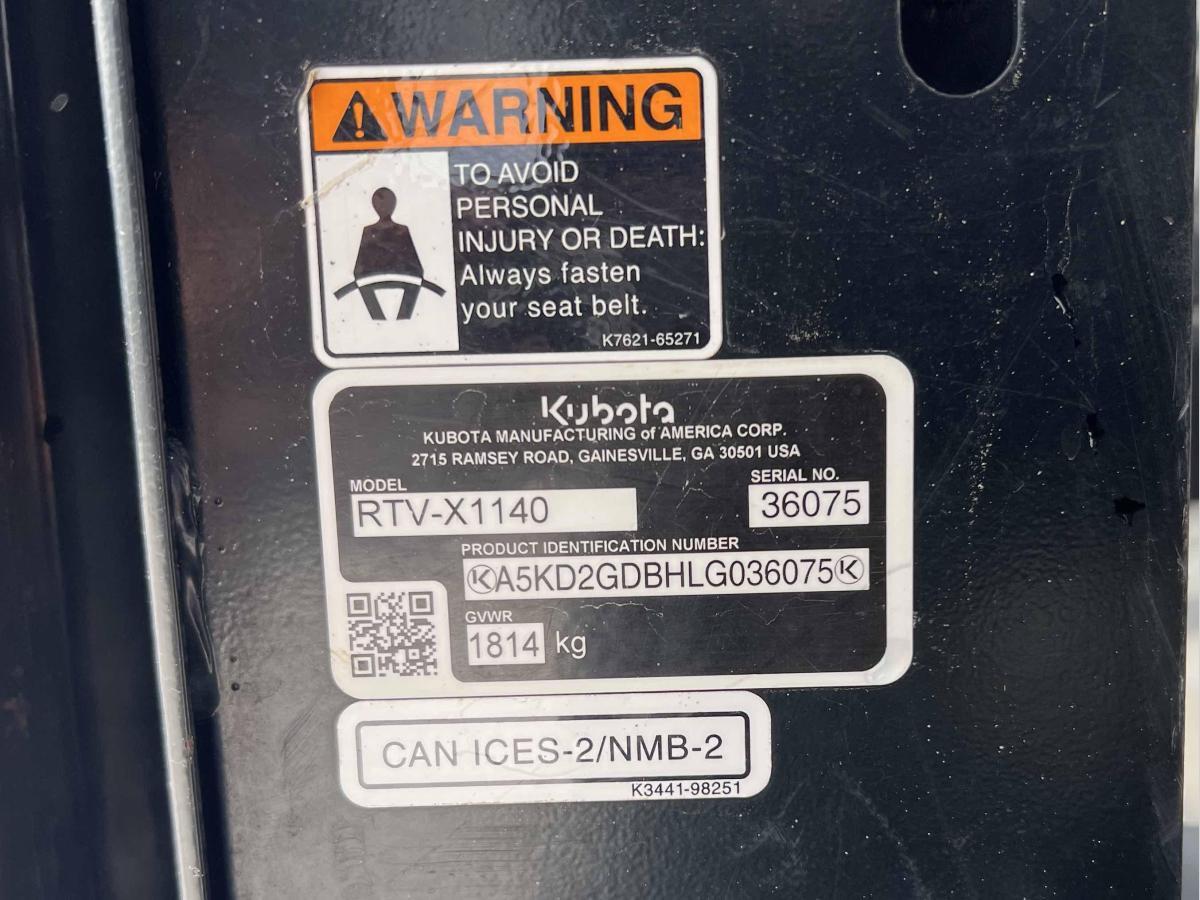 WARNING
TO AVOID
PERSONAL
INJURY OR DEATH:
Always fasten
your seat belt.
K7621-65271
Kubota
KUBOTA MANUFACTURING of AMERICA CORP.
2715 RAMSEY ROAD, GAINESVILLE, GA 30501 USA
MODEL
RTV-X1140
SERIAL NO.
36075
PRODUCT IDENTIFICATION NUMBER
K A5KD2GDBHLG036075 K
GVWR
1814 kg
CAN ICES-2/NMB-2
K3441-98251